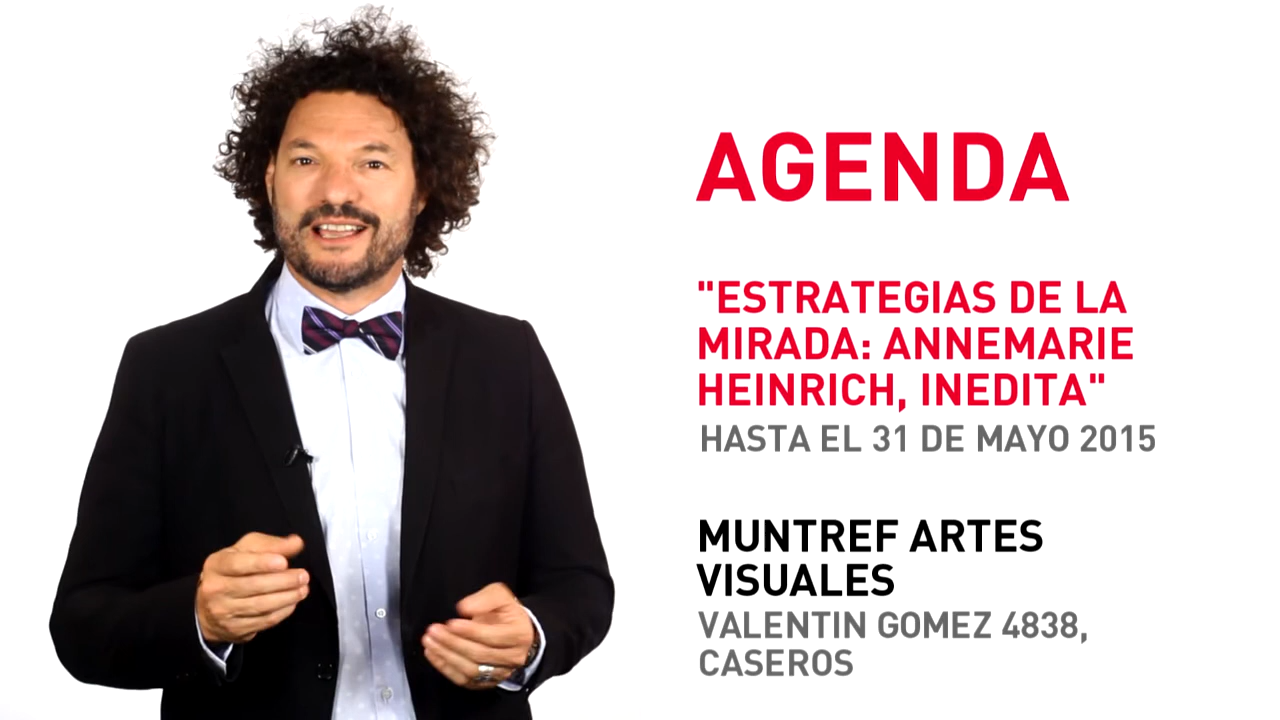 AGENDA
"ESTRATEGIAS DE LA
MIRADA: ANNEMARIE
HEINRICH, INEDITA"
HASTA EL 31 DE MAYO 2015
MUNTREF ARTES
VISUALES
VALENTIN GOMEZ 4838,
CASEROS